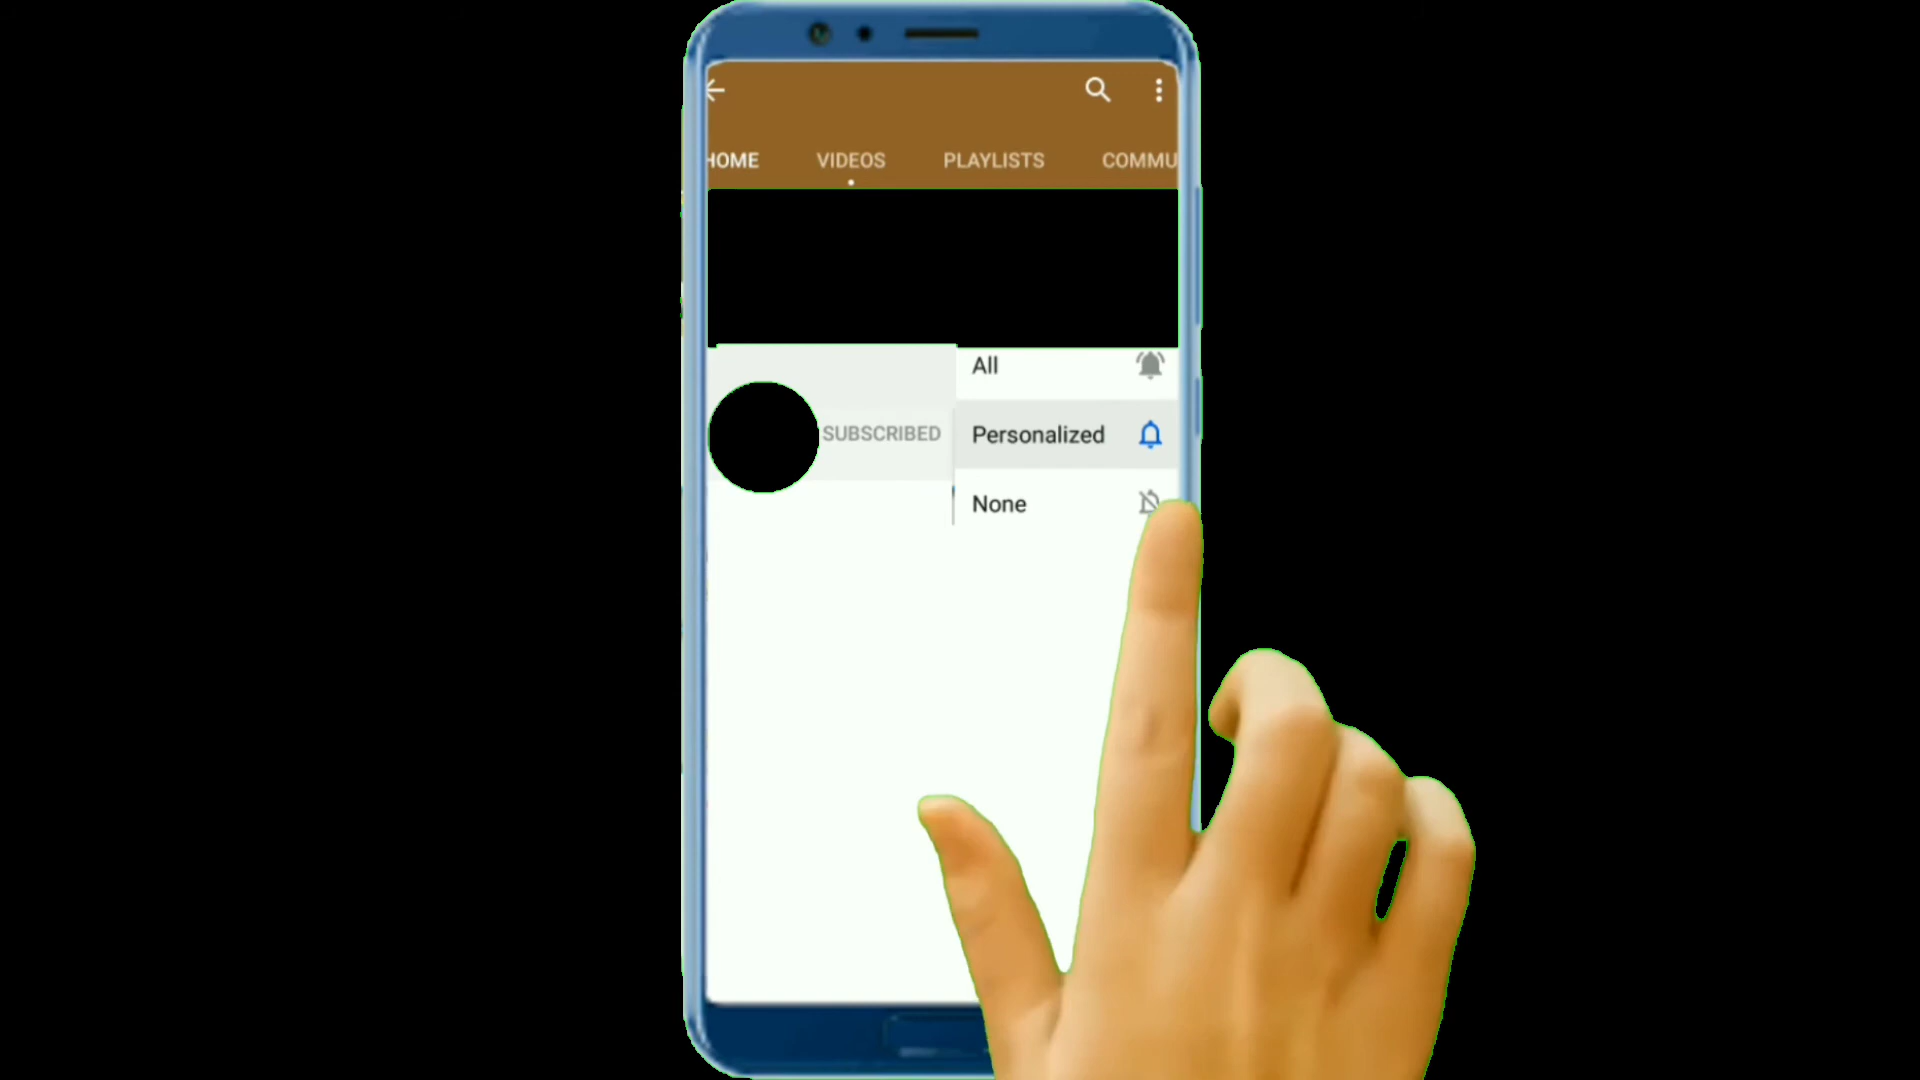 HOME VIDEOS PLAYLISTS COMMU
All
SUBSCRIBED
Personalized
None